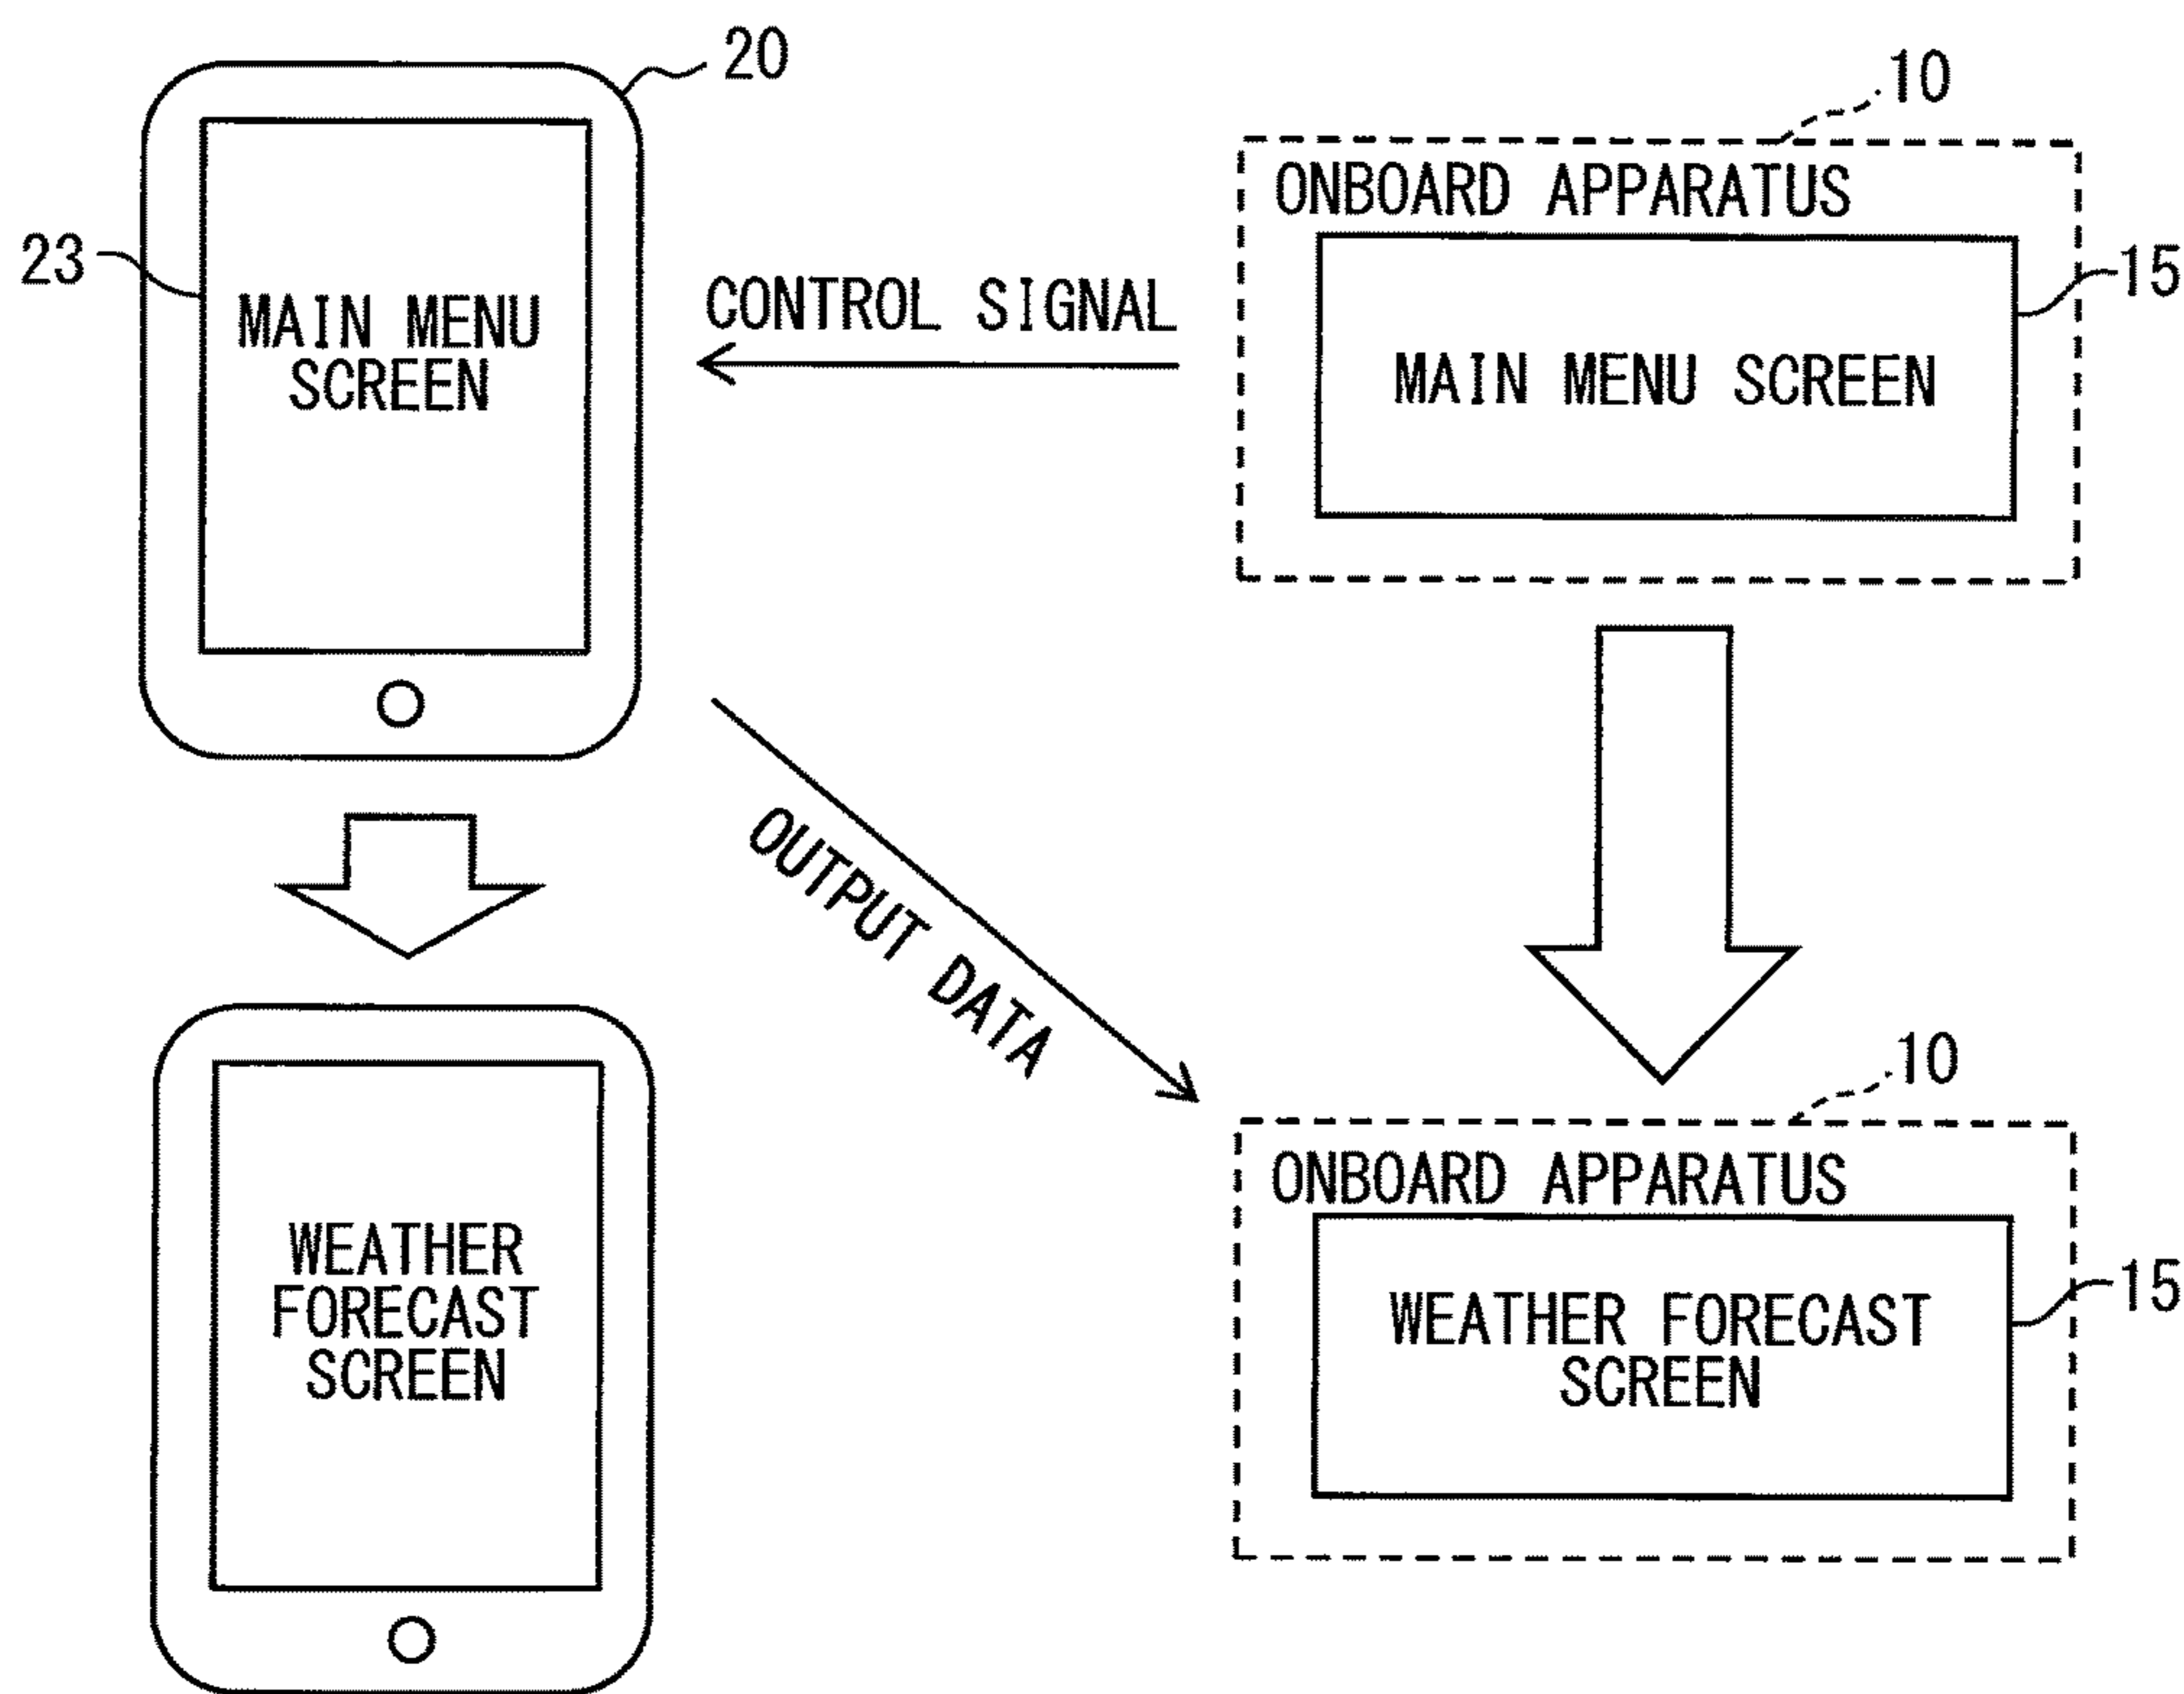 20
10
ONBOARD APPARATUS
23
15
MAIN MENU
SCREEN
CONTROL SIGNAL
MAIN MENU SCREEN
OUTPUT DATA
10
ONBOARD APPARATUS
WEATHER
FORECAST
SCREEN
15
WEATHER FORECAST
SCREEN